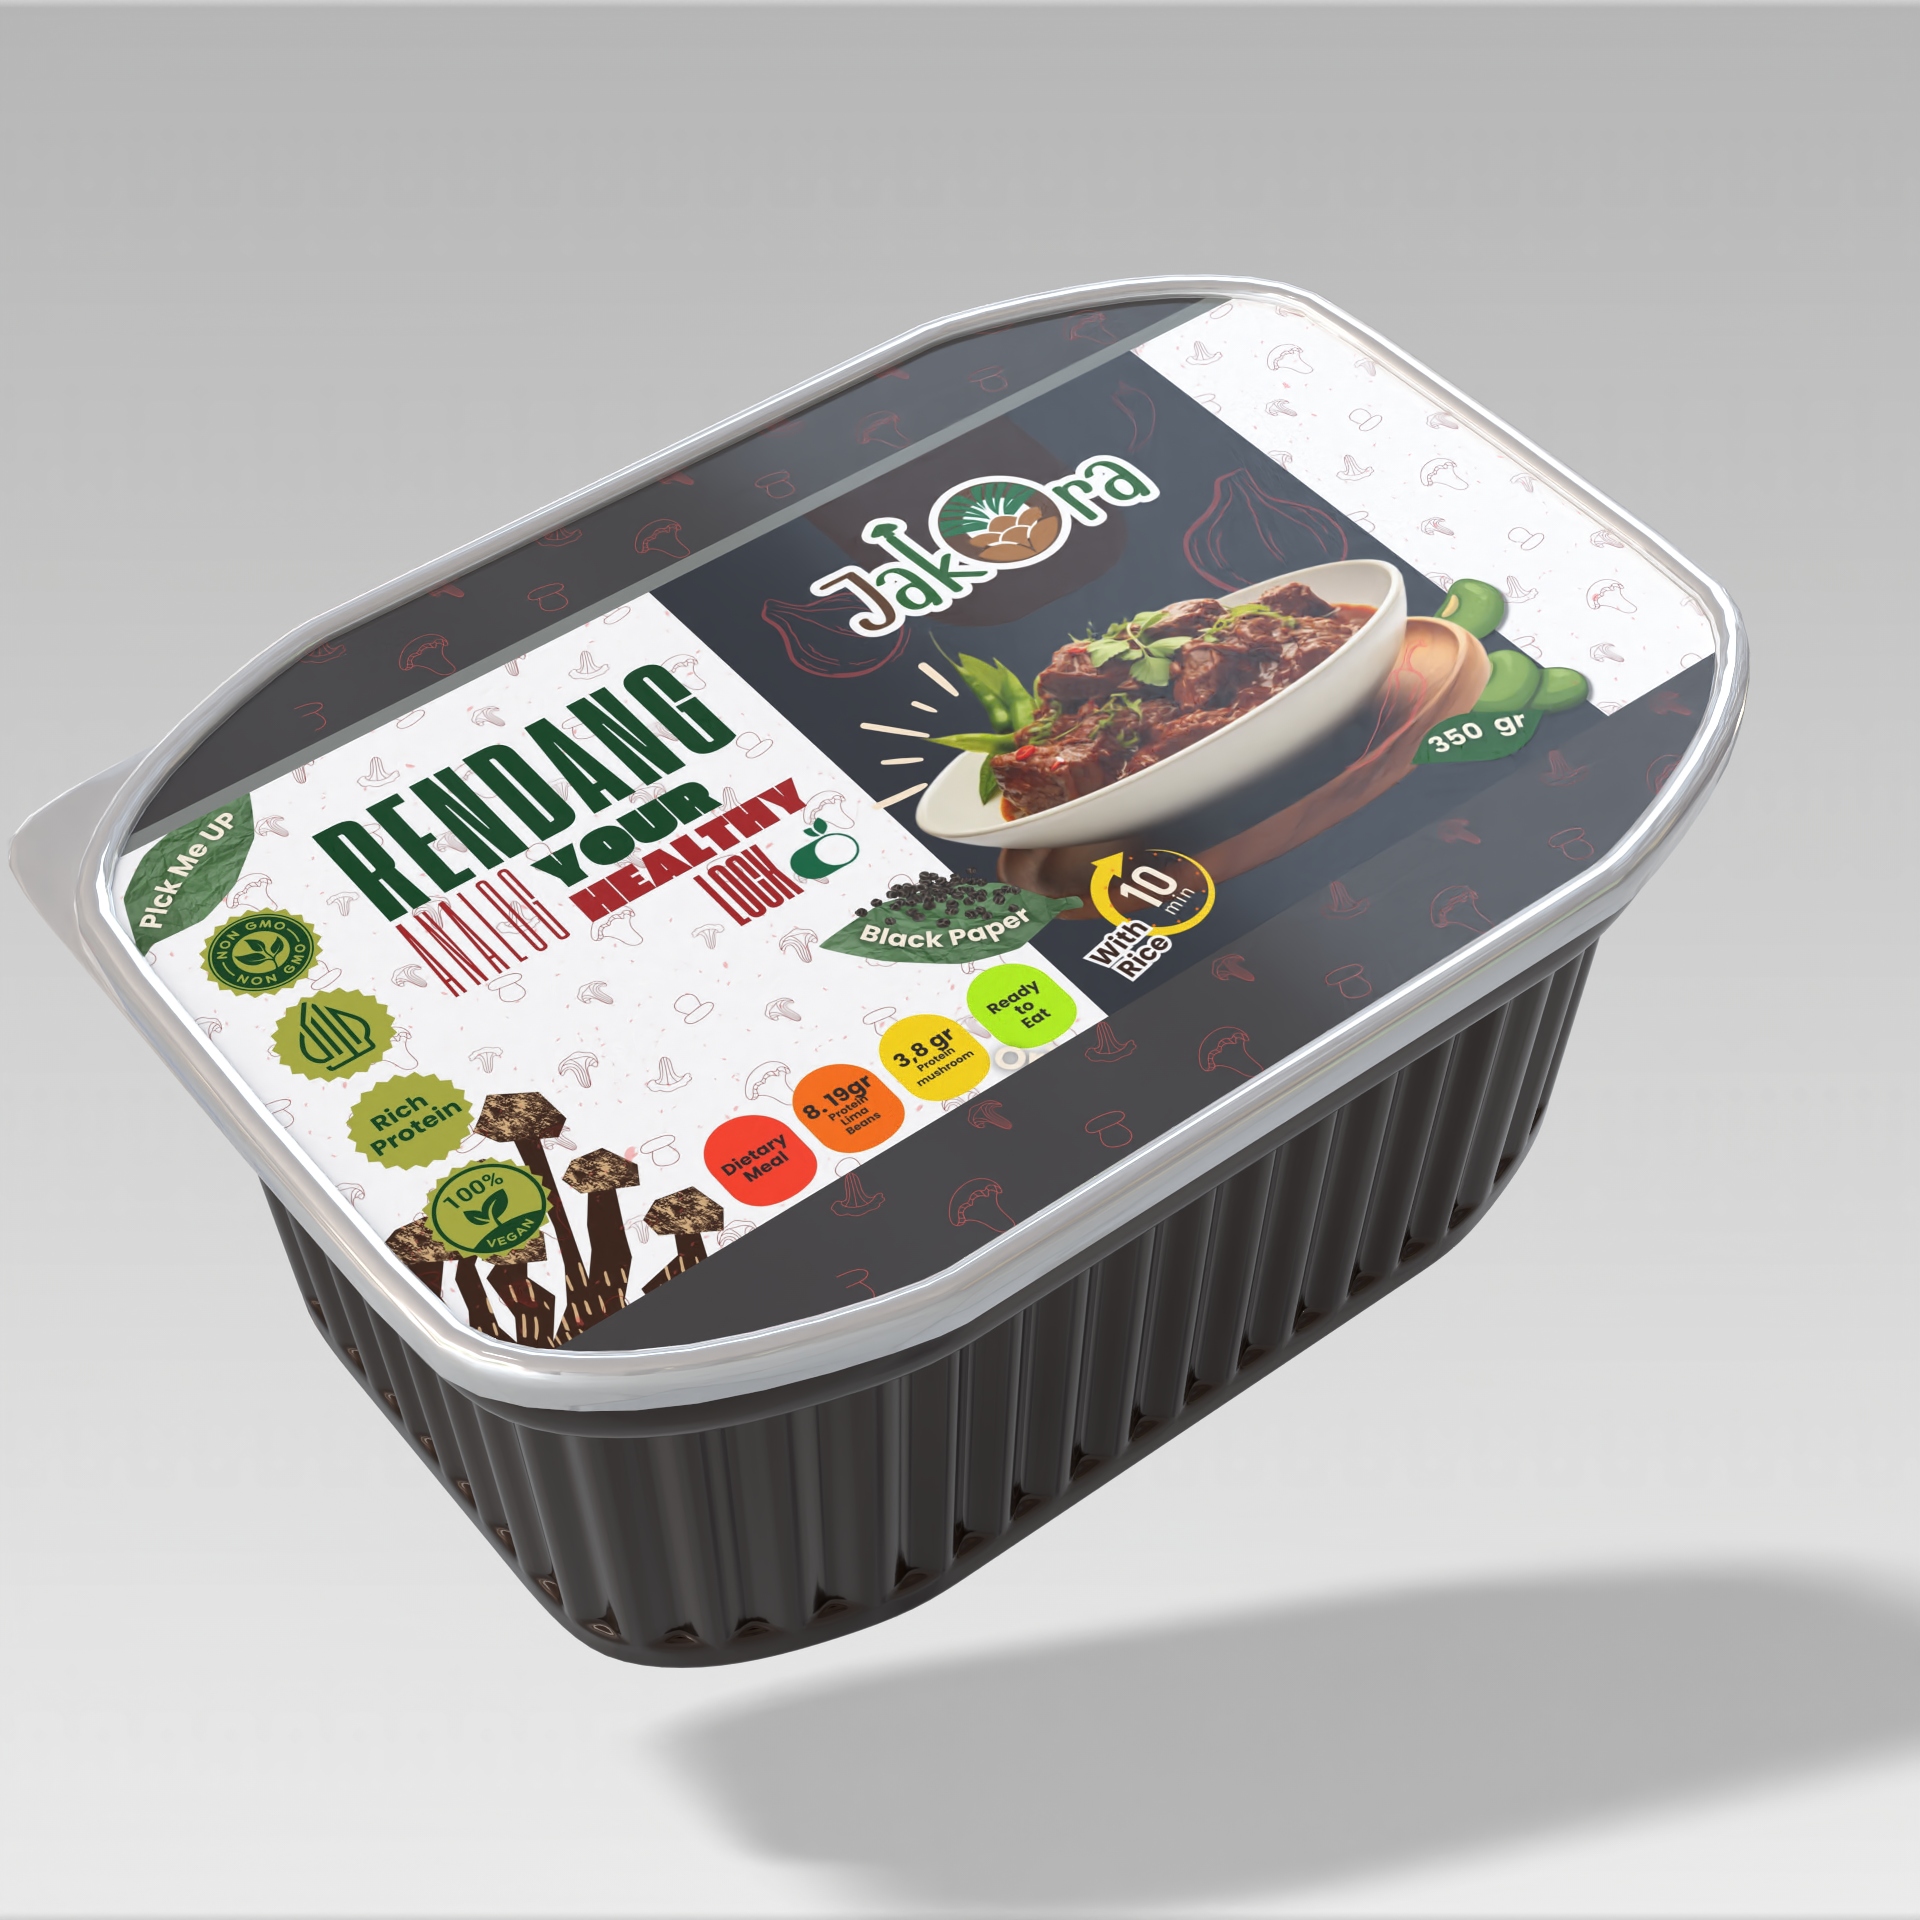 JakOra
RENDANG
ANALOG
YOUR
HEALTHY
LOOK
PIck Me UP
NON GMO
NON GMO
Rich
Protein
100%
VEGAN
Black Paper
10
min
With
Rice
350 gr
Dietary
Meal
8.19gr
Protein
Lima
Beans
3,8 gr
Protein
mushroom
Ready
to
Eat